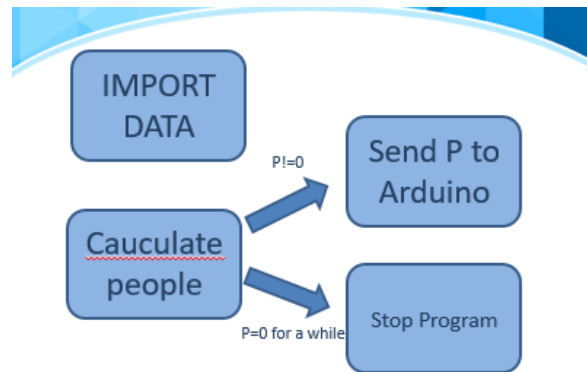 IMPORT
DATA
P!=0
Send P to
Arduino
Cauculate
people
P=0 for a while
Stop Program